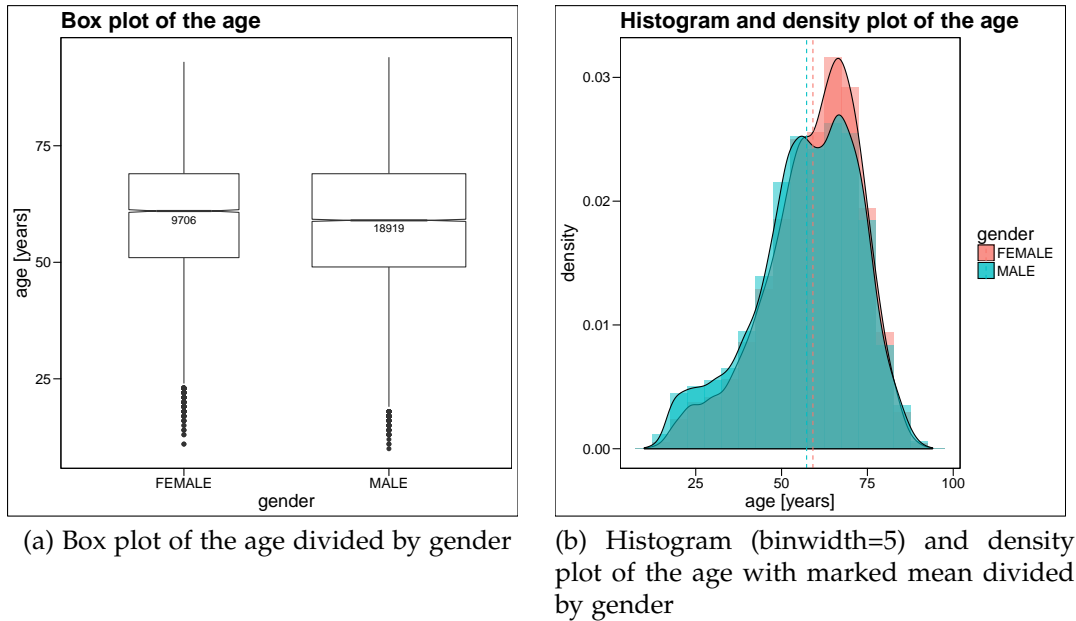 Box plot of the age
age [years]
75
50
25
9706
18919
FEMALE
MALE
gender
(a) Box plot of the age divided by gender
Histogram and density plot of the age
density
0.03
0.02
0.01
0.00
25
50
75
100
age [years]
gender
FEMALE
MALE
(b) Histogram (binwidth=5) and density
plot of the age with marked mean divided
by gender